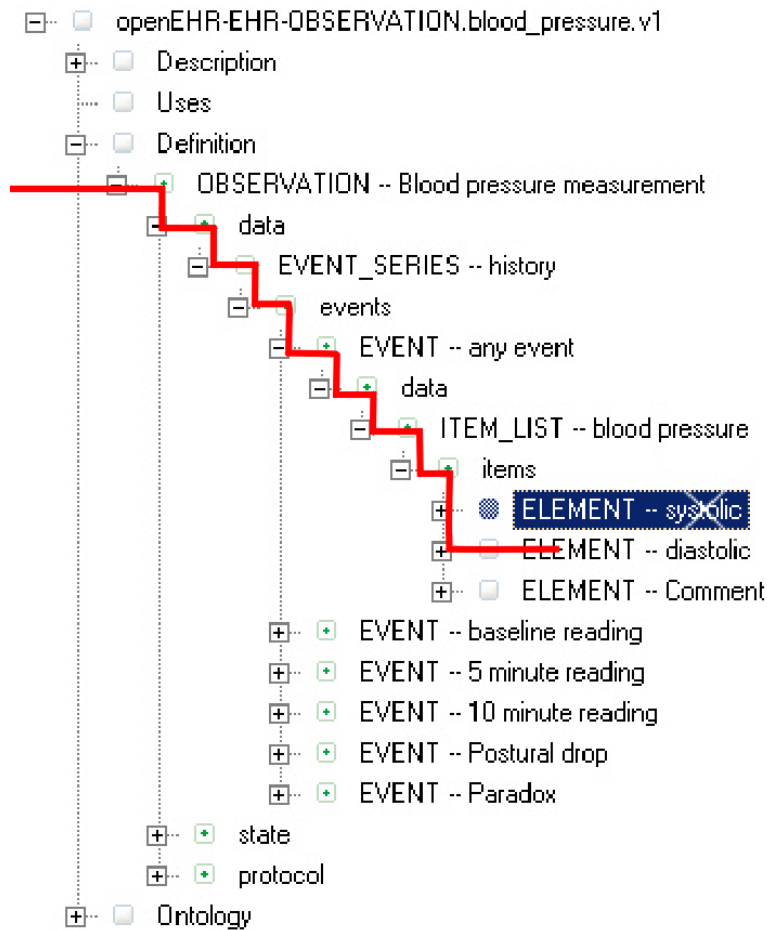 openEHR-EHR-OBSERVATION.blood_pressure.v1
Description
Uses
Definition
OBSERVATION -- Blood pressure measurement
data
EVENT_SERIES -- history
events
EVENT -- any event
data
ITEM_LIST -- blood pressure
items
ELEMENT -- systolic
ELEMENT -- diastolic
ELEMENT -- Comment
EVENT -- baseline reading
EVENT -- 5 minute reading
EVENT -- 10 minute reading
EVENT -- Postural drop
EVENT -- Paradox
state
protocol
Ontology